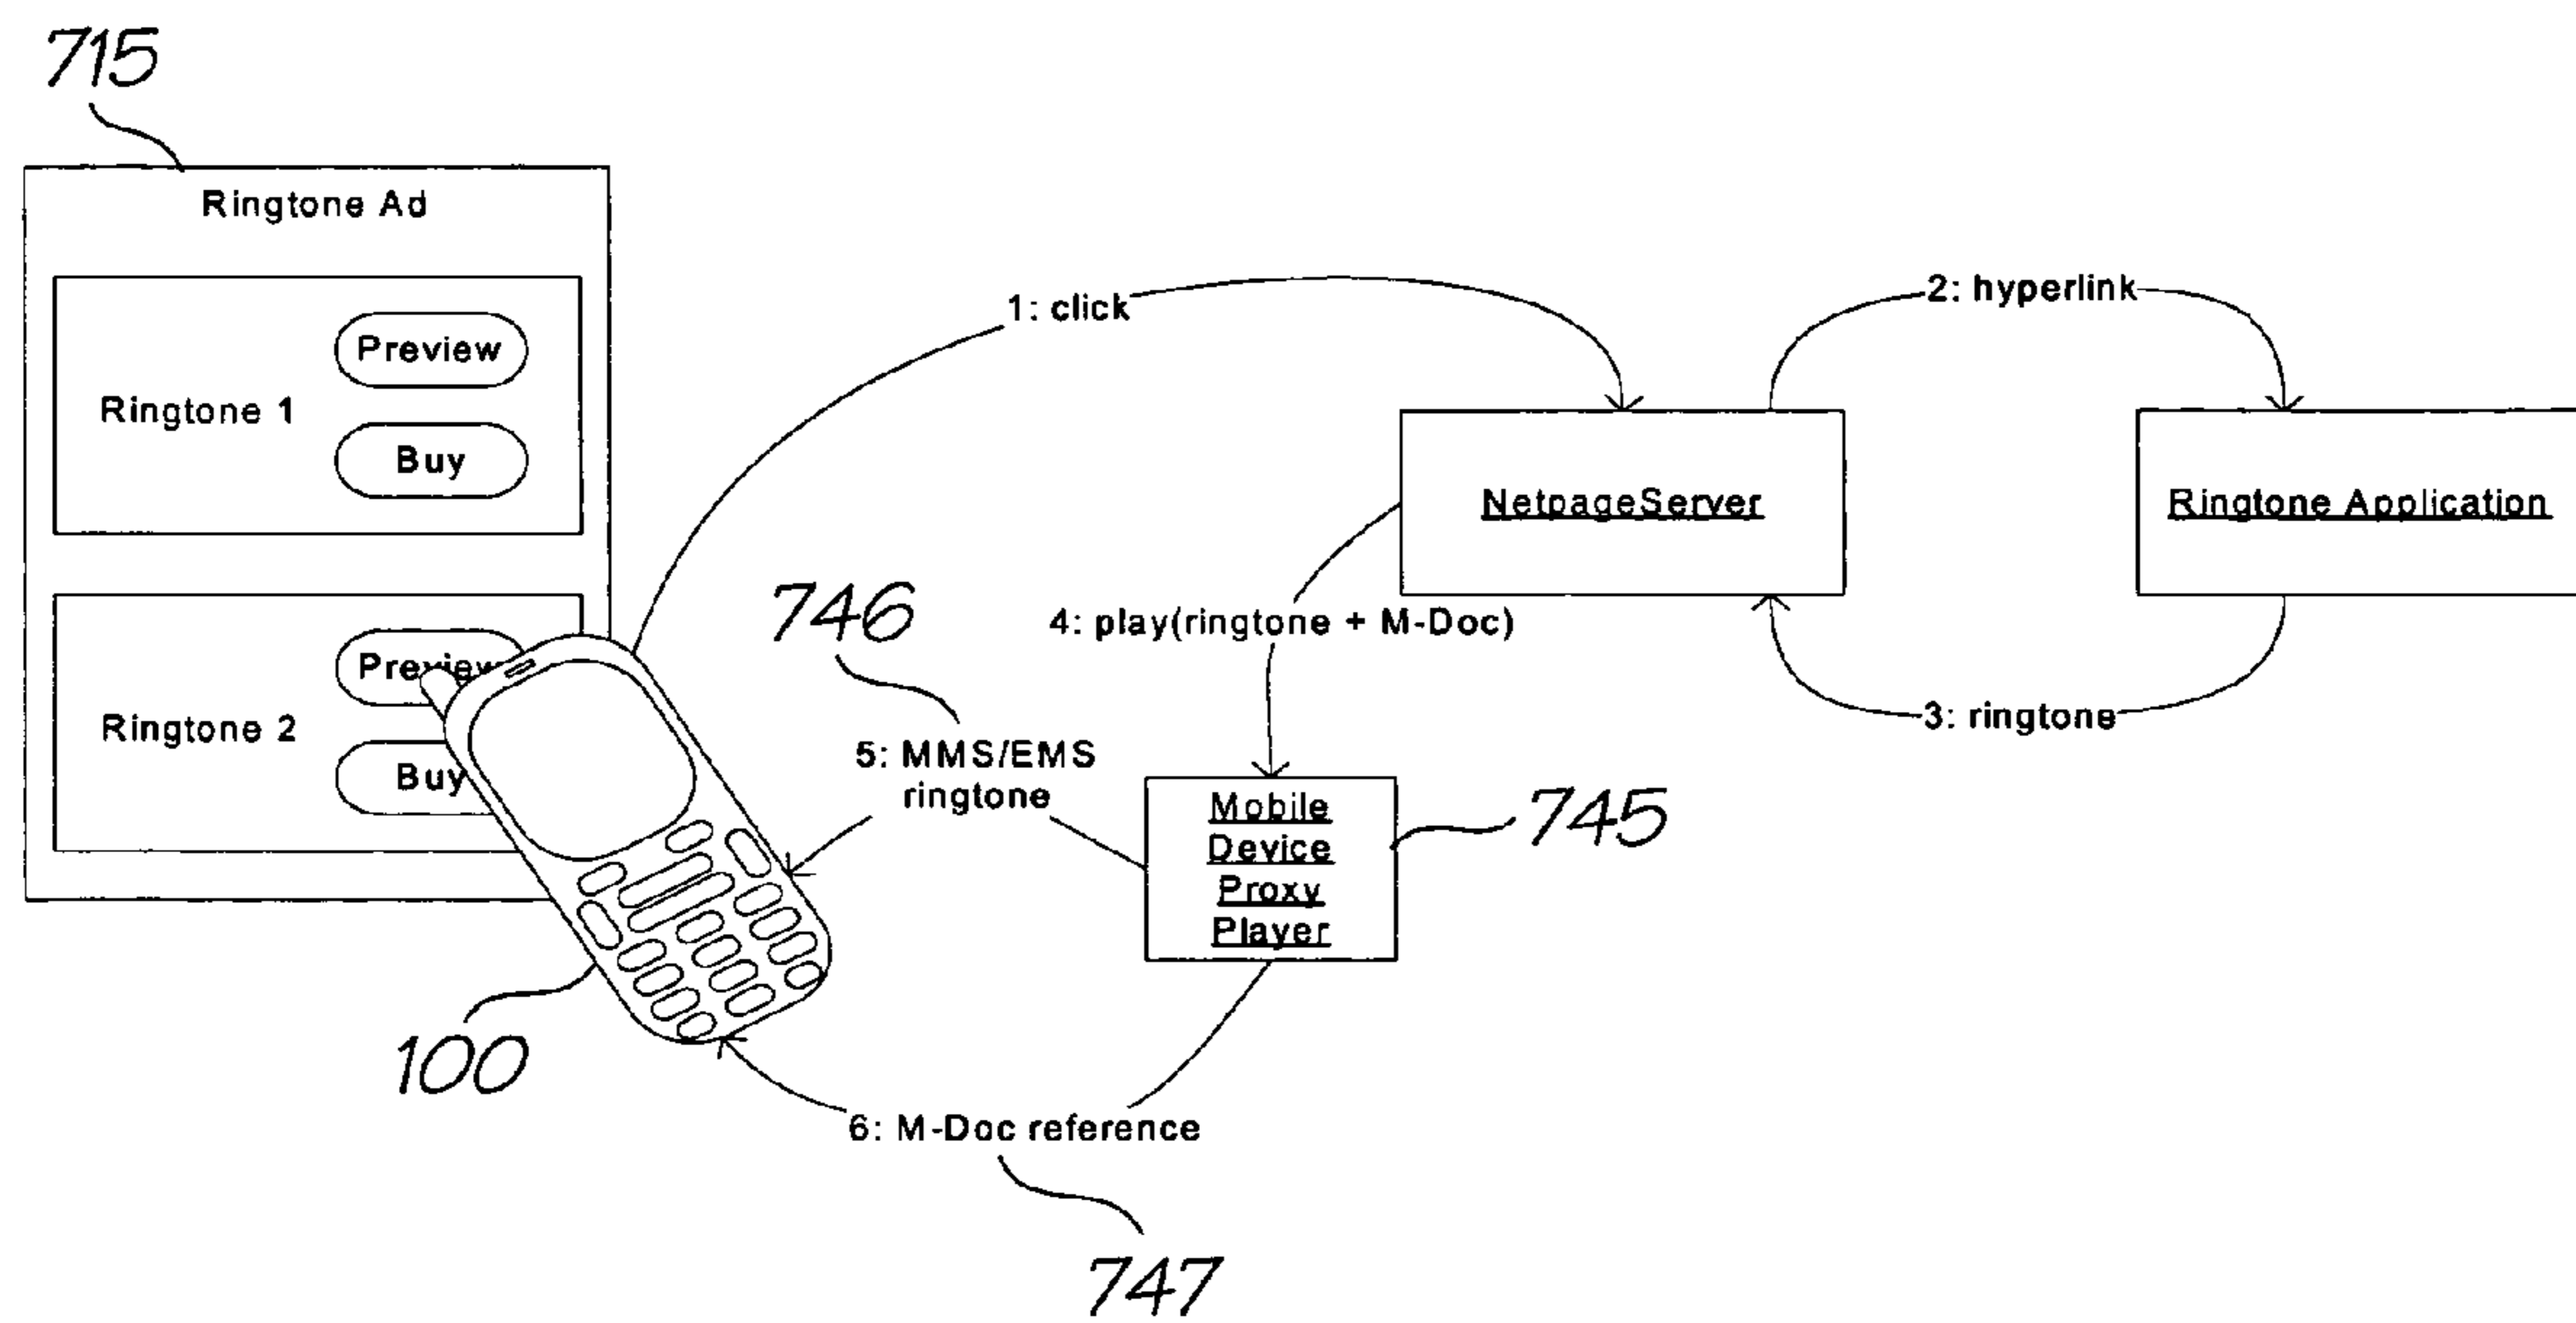 715
Ringtone Ad
Preview
Ringtone 1
Buy
Preview
Ringtone 2
Buy
100
1: click
2: hyperlink
NetpageServer
Ringtone Application
3: ringtone
4: play(ringtone + M-Doc)
746
5: MMS/EMS
ringtone
Mobile
Device
Proxy
Player
745
6: M-Doc reference
747